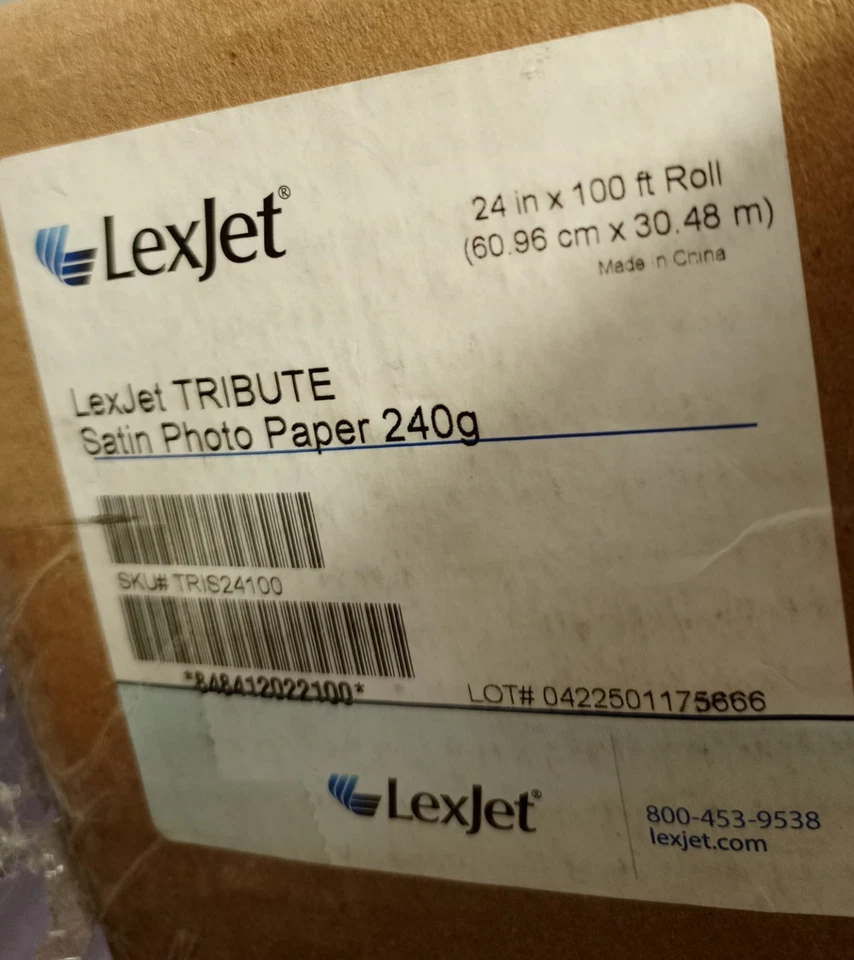 LexJet®
24 in x 100 ft Roll
(60.96 cm x 30.48 m)
Made in China
LexJet TRIBUTE
Satin Photo Paper 240g
SKU# TRIS24100
*848412022100*
LOT# 0422501175666
LexJet®
800-453-9538
lexjet.com